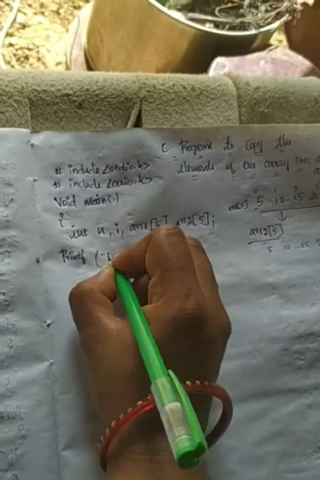 C Program to copy the
elements of one array into
# include <stdio.h>
# include <conio.h>
Void main()
{
int n, i, arr1[5], arr2[5];
Printf ("
5 10 15 20
arr2[5]
5 10 15